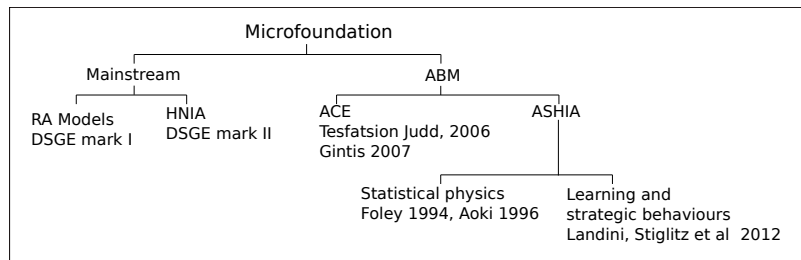 Microfoundation
Mainstream
ABM
RA Models
DSGE mark I
HNIA
DSGE mark II
ACE
Tesfatsion Judd, 2006
Gintis 2007
ASHIA
Statistical physics
Foley 1994, Aoki 1996
Learning and
strategic behaviours
Landini, Stiglitz et al 2012